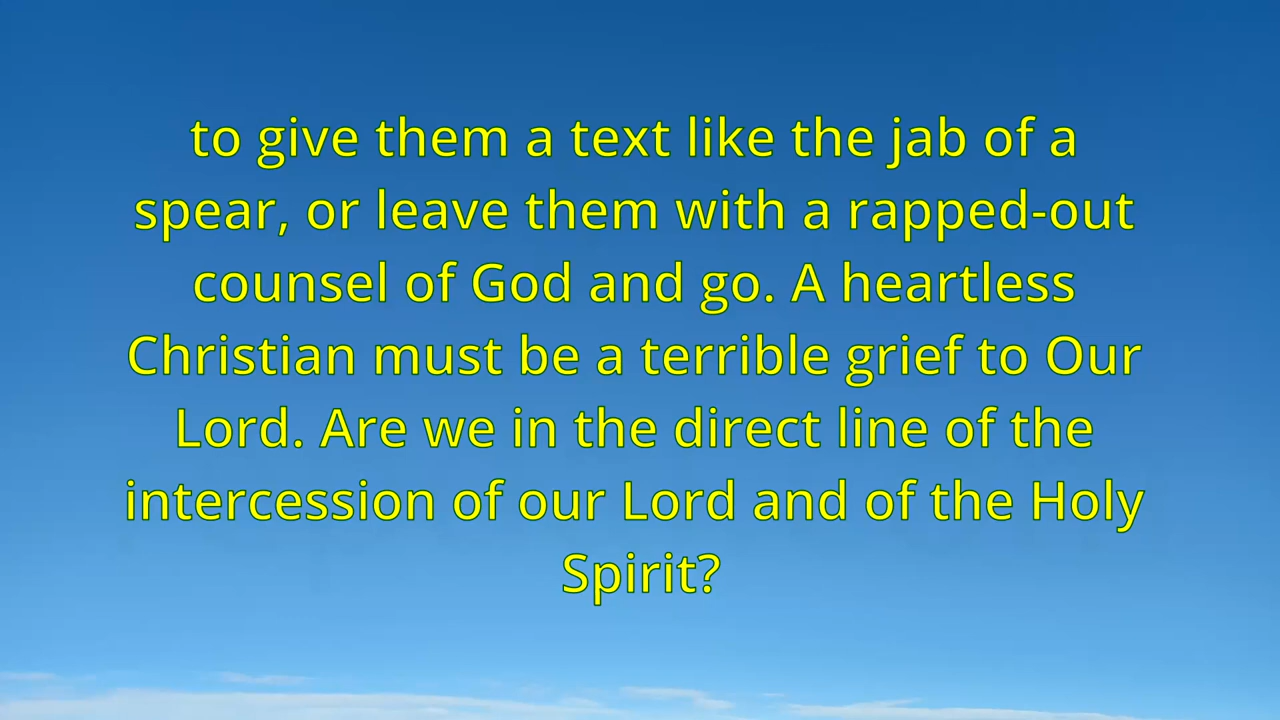 to give them a text like the jab of a
spear, or leave them with a rapped-out
counsel of God and go. A heartless
Christian must be a terrible grief to Our
Lord. Are we in the direct line of the
intercession of our Lord and of the Holy
Spirit?